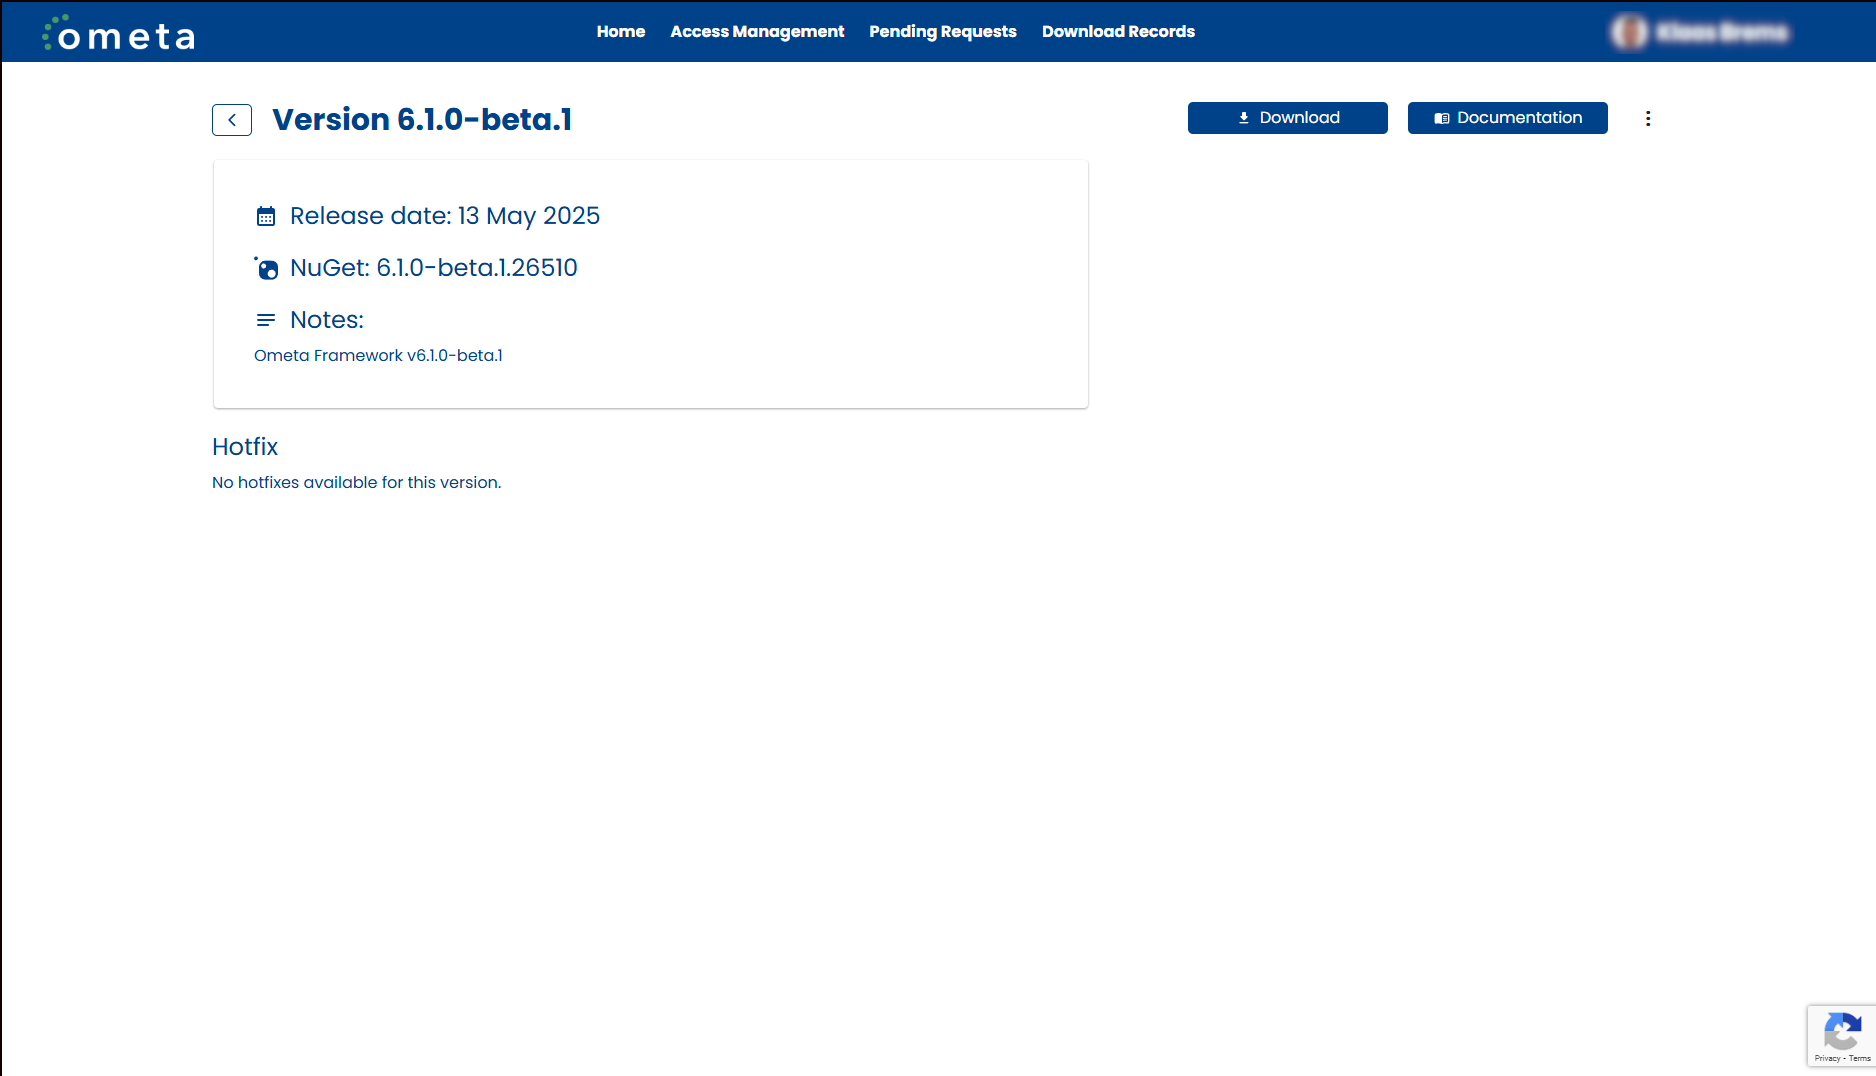 ometa
Home Access Management Pending Requests Download Records
Version 6.1.0-beta.1
Download
Documentation
Release date: 13 May 2025
NuGet: 6.1.0-beta.1.26510
Notes:
Ometa Framework v6.1.0-beta.1
Hotfix
No hotfixes available for this version.
Privacy - Terms